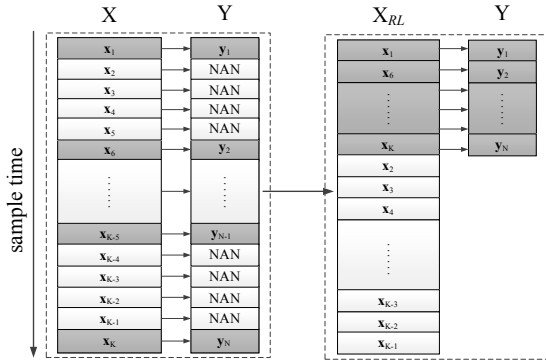 X Y X_RL Y
sample time
x_1 y_1
x_2 NAN
x_3 NAN
x_4 NAN
x_5 NAN
x_6 y_2
x_K-5 y_N-1
x_K-4 NAN
x_K-3 NAN
x_K-2 NAN
x_K-1 NAN
x_K y_N
x_1 y_1
x_6 y_2
x_K y_N
x_2
x_3
x_4
x_K-3
x_K-2
x_K-1